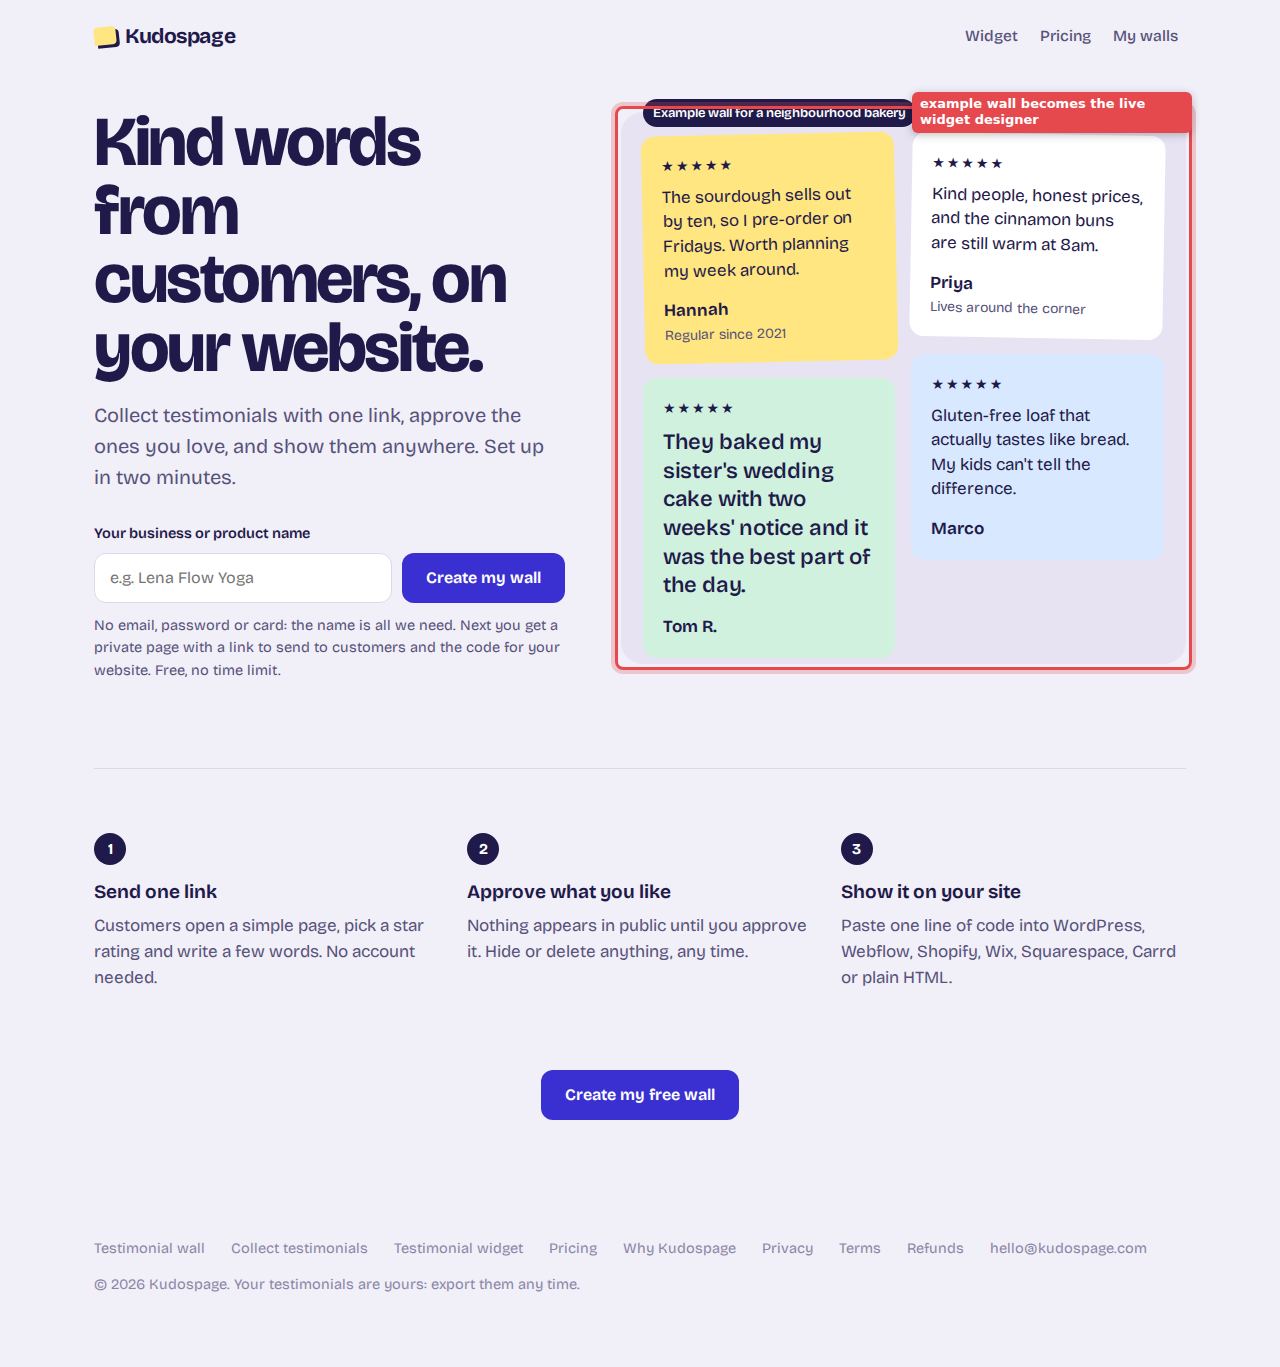 Kudospage
Widget
Pricing
My walls
Kind words
from
customers, on
your website.
Collect testimonials with one link, approve the
ones you love, and show them anywhere. Set up
in two minutes.
Your business or product name
e.g. Lena Flow Yoga
Create my wall
No email, password or card: the name is all we need. Next you get a
private page with a link to send to customers and the code for your
website. Free, no time limit.
Example wall for a neighbourhood bakery
example wall becomes the live
widget designer
★★★★★
The sourdough sells out
by ten, so I pre-order on
Fridays. Worth planning
my week around.
Hannah
Regular since 2021
★★★★★
Kind people, honest prices,
and the cinnamon buns
are still warm at 8am.
Priya
Lives around the corner
★★★★★
They baked my
sister's wedding
cake with two
weeks' notice and it
was the best part of
the day.
Tom R.
★★★★★
Gluten-free loaf that
actually tastes like bread.
My kids can't tell the
difference.
Marco
1
Send one link
Customers open a simple page, pick a star
rating and write a few words. No account
needed.
2
Approve what you like
Nothing appears in public until you approve
it. Hide or delete anything, any time.
3
Show it on your site
Paste one line of code into WordPress,
Webflow, Shopify, Wix, Squarespace, Carrd
or plain HTML.
Create my free wall
Testimonial wall
Collect testimonials
Testimonial widget
Pricing
Why Kudospage
Privacy
Terms
Refunds
hello@kudospage.com
© 2026 Kudospage. Your testimonials are yours: export them any time.